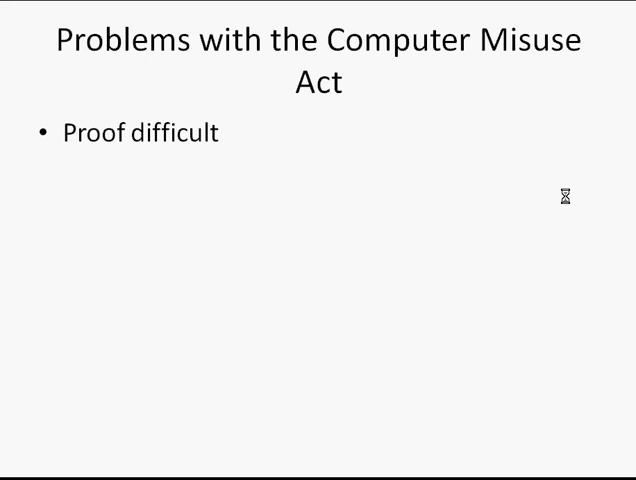 Problems with the Computer Misuse
Act
• Proof difficult